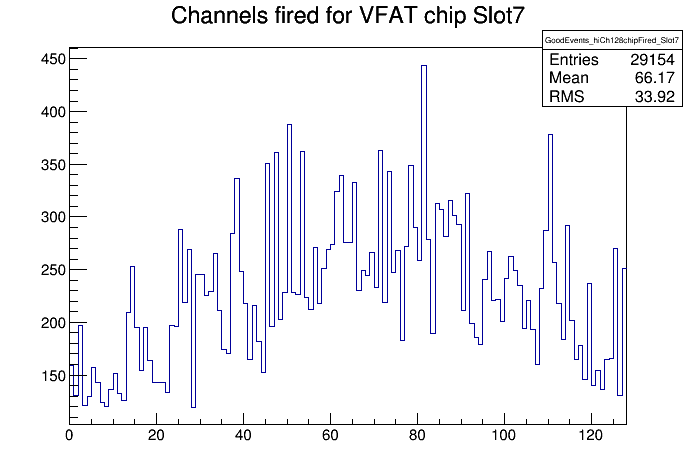 Channels fired for VFAT chip Slot7
GoodEvents_hiCh128chipFired_Slot7
Entries 29154
Mean 66.17
RMS 33.92
450
400
350
300
250
200
150
0 20 40 60 80 100 120